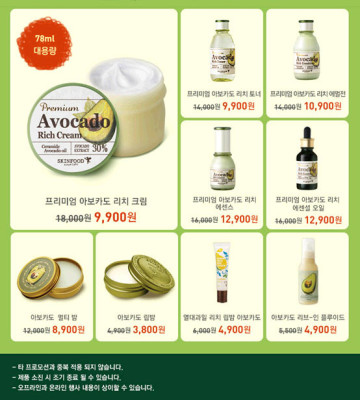 78ml
대용량
Premium
Avocado
Rich Cream
30%
SKINFOOD
프리미엄 아보카도 리치 크림
18,000원 9,900원
프리미엄 아보카도 리치 토너
14,000원 9,900원
프리미엄 아보카도 리치 에멀전
14,000원 10,900원
프리미엄 아보카도 리치
에센스
16,000원 12,900원
프리미엄 아보카도 리치
에센셜 오일
16,000원 12,900원
아보카도 멀티 밤
12,000원 8,900원
아보카도 립밤
4,900원 3,800원
열대과일 리치 립밤 아보카도
6,000원 4,900원
아보카도 리브-인 플루이드
5,500원 4,900원
- 타 프로모션과 중복 적용 되지 않습니다.
- 제품 소진 시 조기 종료 될 수 있습니다.
- 오프라인과 온라인 행사 내용이 상이할 수 있습니다.